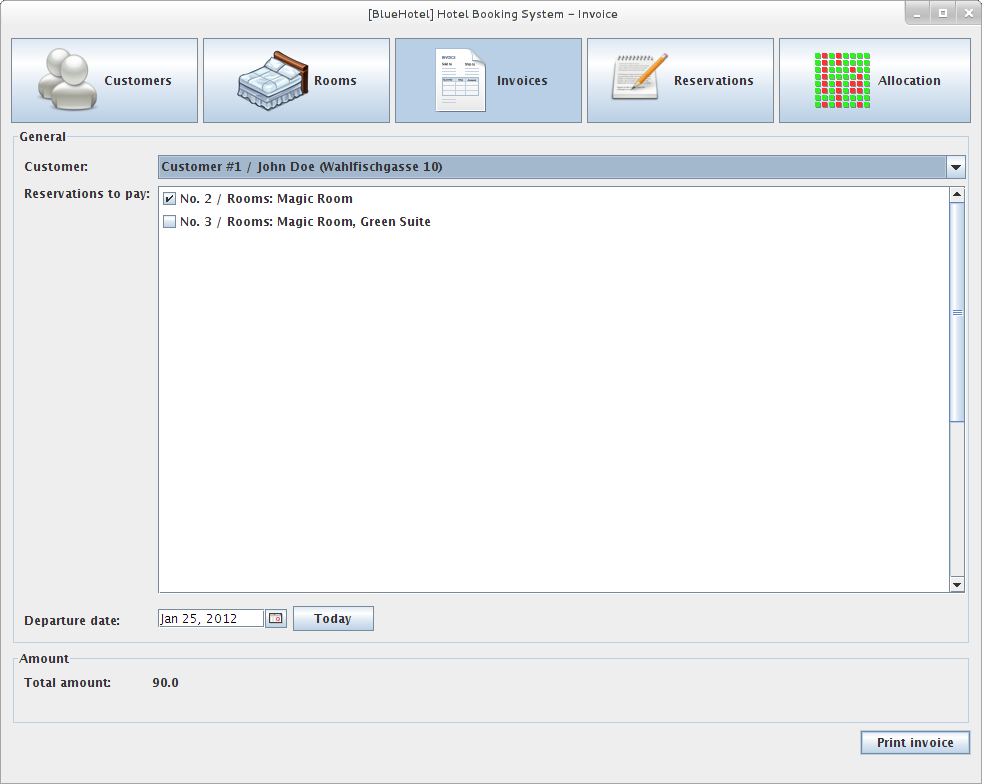 [BlueHotel] Hotel Booking System - Invoice
Customers
Rooms
INVOICE
Invoices
Reservations
Allocation
General
Customer:
Customer #1 / John Doe (Wahlfischgasse 10)
Reservations to pay:
No. 2 / Rooms: Magic Room
No. 3 / Rooms: Magic Room, Green Suite
Departure date:
Jan 25, 2012
Today
Amount
Total amount:
90.0
Print invoice